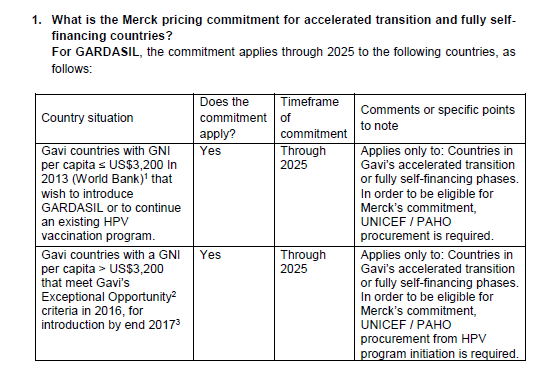 1. What is the Merck pricing commitment for accelerated transition and fully self-
financing countries?
For GARDASIL, the commitment applies through 2025 to the following countries, as
follows:
Country situation
Does the
commitment
apply?
Timeframe
of
commitment
Comments or specific points
to note
Gavi countries with GNI
per capita ≤ US$3,200 In
2013 (World Bank)¹ that
wish to introduce
GARDASIL or to continue
an existing HPV
vaccination program.
Yes
Through
2025
Applies only to: Countries in
Gavi's accelerated transition
or fully self-financing phases.
In order to be eligible for
Merck's commitment,
UNICEF / PAHO
procurement is required.
Gavi countries with a GNI
per capita > US$3,200
that meet Gavi's
Exceptional Opportunity²
criteria in 2016, for
introduction by end 2017³
Yes
Through
2025
Applies only to: Countries in
Gavi's accelerated transition
or fully self-financing phases.
In order to be eligible for
Merck's commitment,
UNICEF / PAHO
procurement from HPV
program initiation is required.